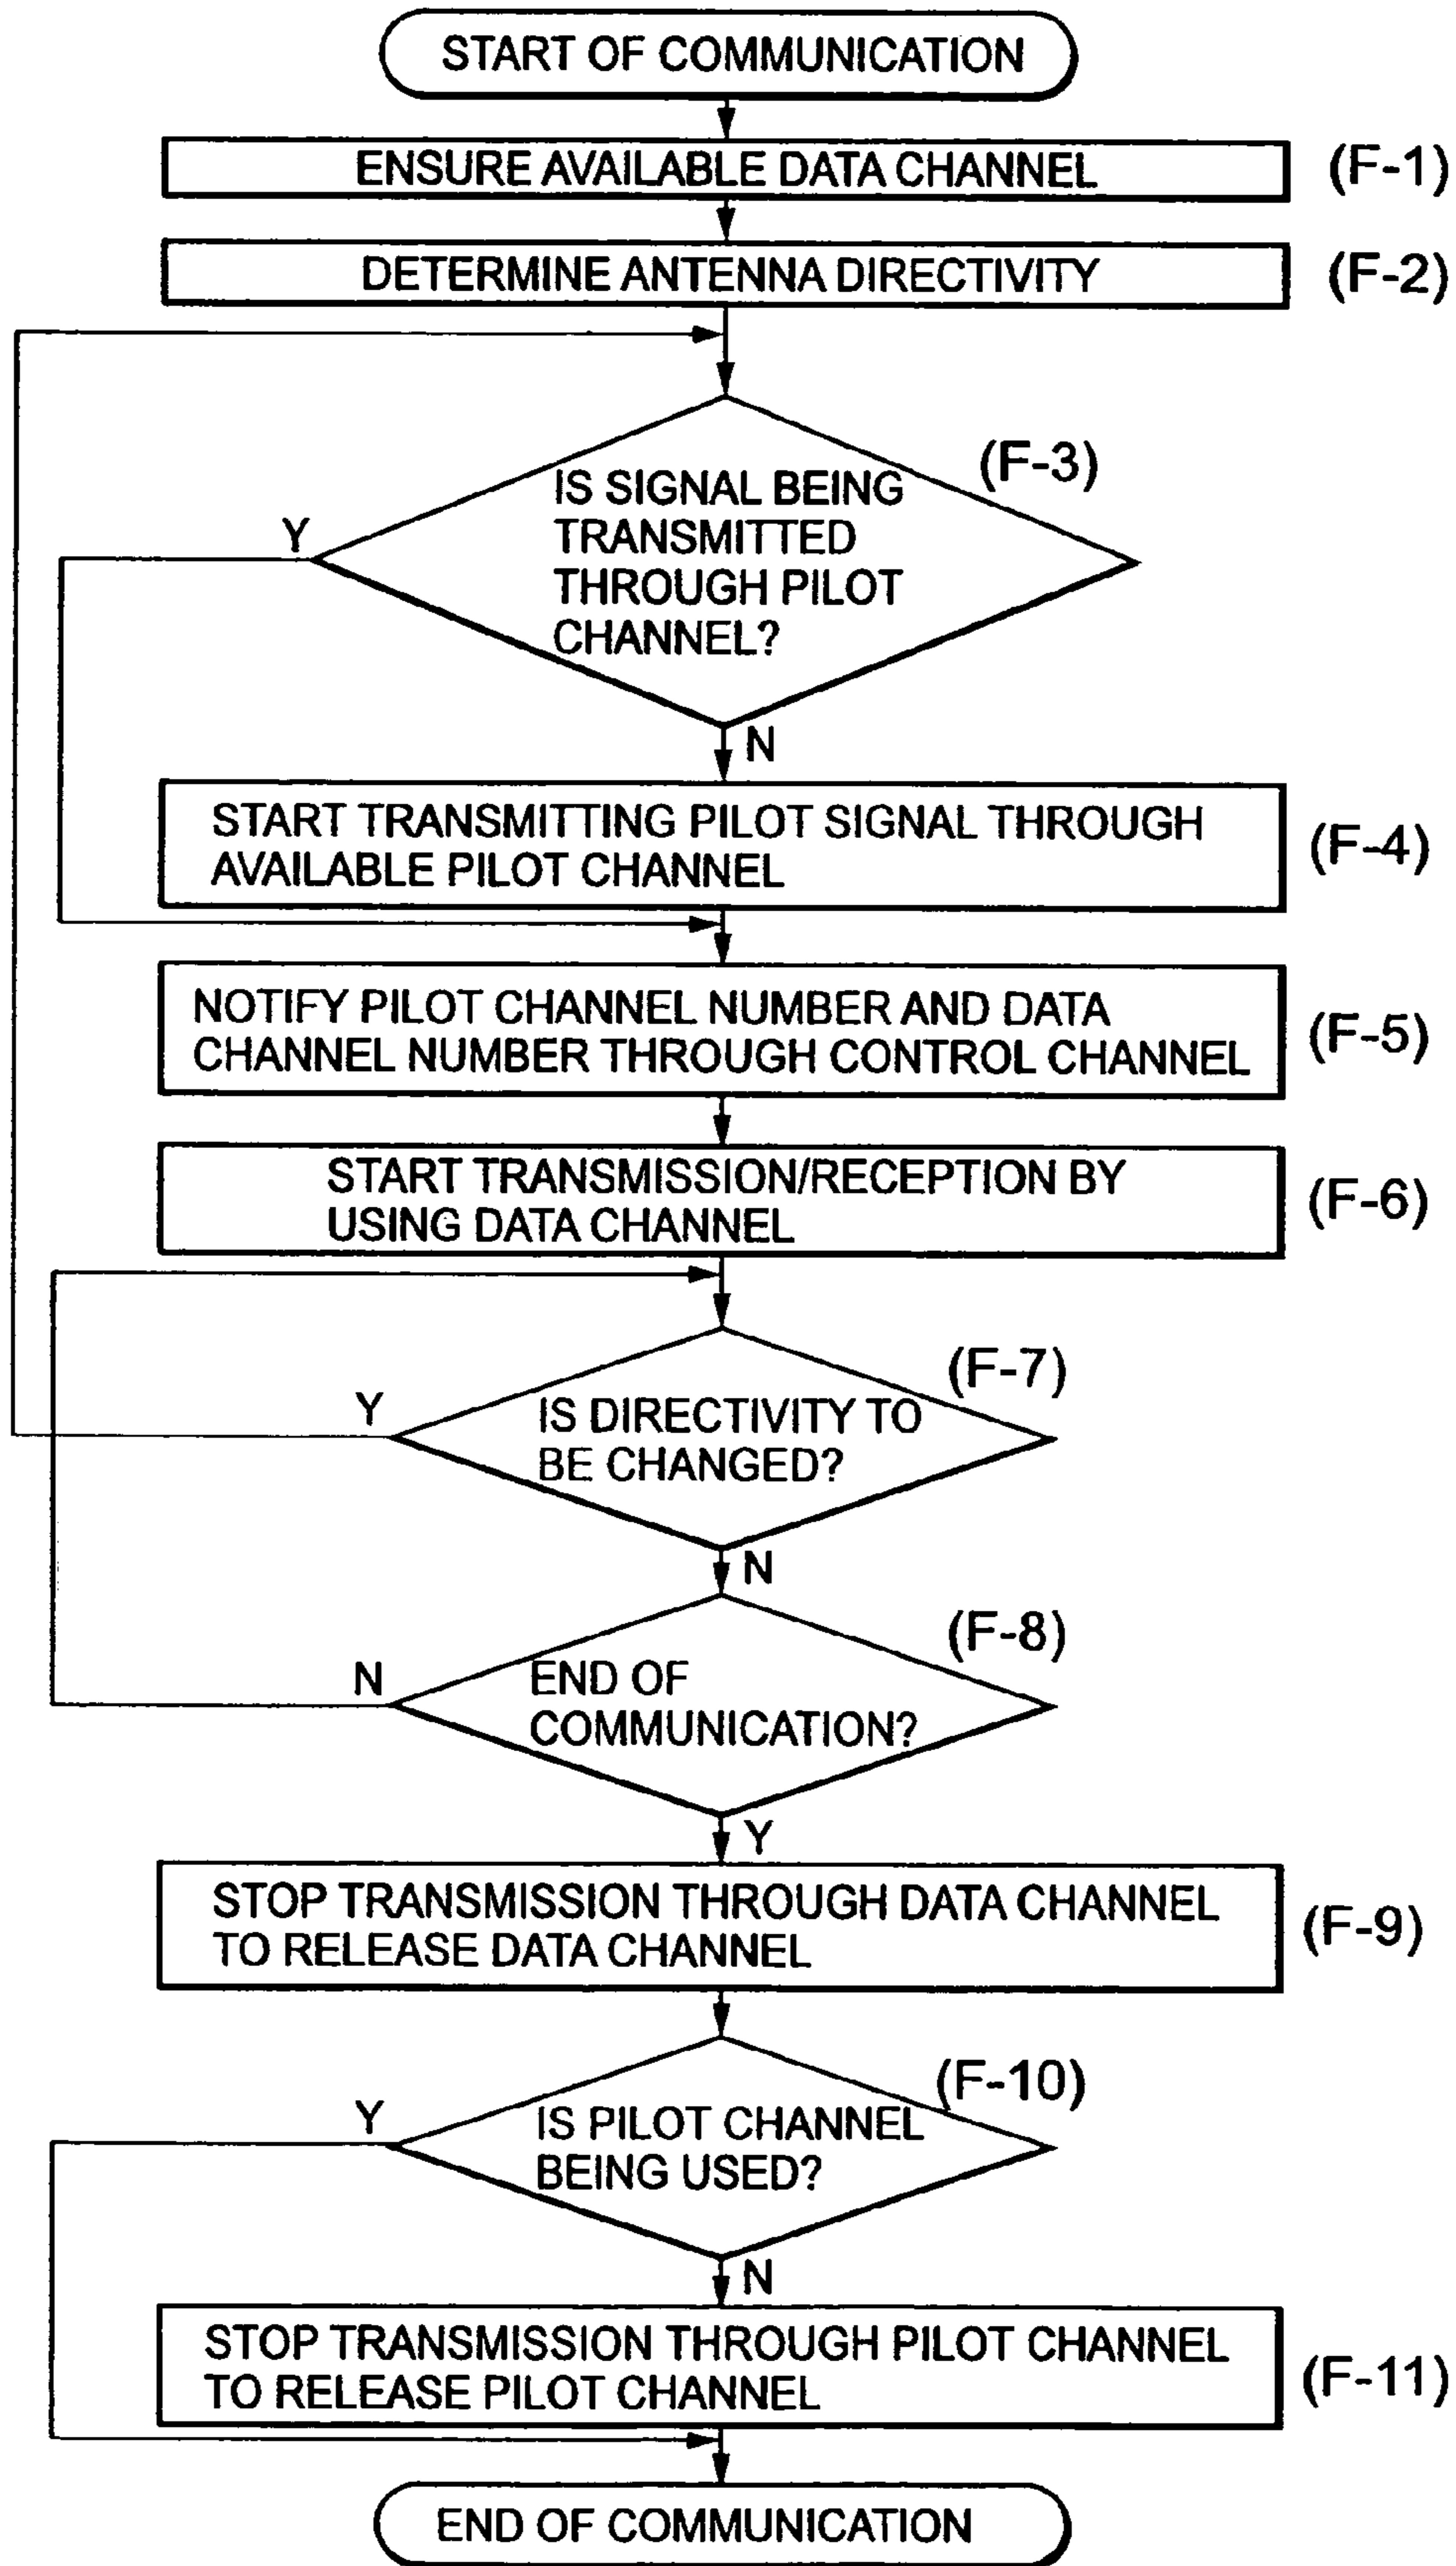 START OF COMMUNICATION
ENSURE AVAILABLE DATA CHANNEL
(F-1)
DETERMINE ANTENNA DIRECTIVITY
(F-2)
(F-3)
IS SIGNAL BEING
TRANSMITTED
THROUGH PILOT
CHANNEL?
Y
N
START TRANSMITTING PILOT SIGNAL THROUGH
AVAILABLE PILOT CHANNEL
(F-4)
NOTIFY PILOT CHANNEL NUMBER AND DATA
CHANNEL NUMBER THROUGH CONTROL CHANNEL
(F-5)
START TRANSMISSION/RECEPTION BY
USING DATA CHANNEL
(F-6)
(F-7)
Y
IS DIRECTIVITY TO
BE CHANGED?
N
(F-8)
N
END OF
COMMUNICATION?
Y
STOP TRANSMISSION THROUGH DATA CHANNEL
TO RELEASE DATA CHANNEL
(F-9)
(F-10)
Y
IS PILOT CHANNEL
BEING USED?
N
STOP TRANSMISSION THROUGH PILOT CHANNEL
TO RELEASE PILOT CHANNEL
(F-11)
END OF COMMUNICATION